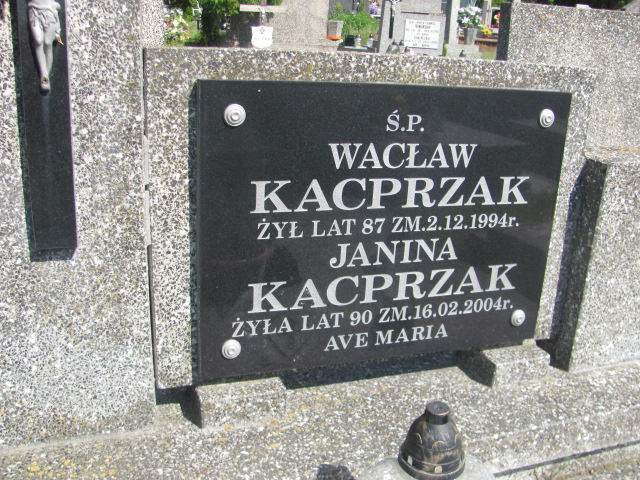 Ś.P.
WACŁAW
KACPRZAK
ŻYŁ LAT 87 ZM.2.12.1994r.
JANINA
KACPRZAK
ŻYŁA LAT 90 ZM.16.02.2004r.
AVE MARIA